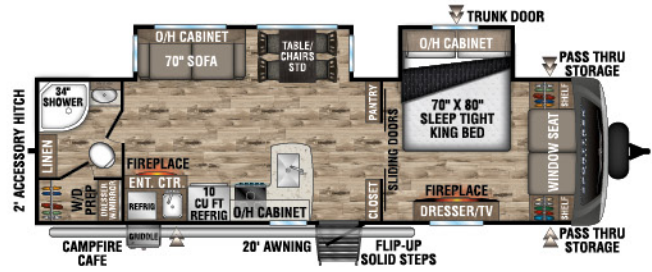 TRUNK DOOR
O/H CABINET
70" SOFA
TABLE/
CHAIRS
STD
O/H CABINET
PASS THRU
STORAGE
34"
SHOWER
SHELF
PANTRY
70" X 80"
SLEEP TIGHT
KING BED
2' ACCESSORY HITCH
LINEN
SLIDING DOORS
WINDOW SEAT
FIREPLACE
ENT. CTR.
W/D
PREP
DRESSER
W/MIRROR
REFRIG
10
CU FT
REFRIG
O/H CABINET
CLOSET
FIREPLACE
DRESSER/TV
SHELF
GRIDDLE
CAMPFIRE
CAFE
20' AWNING
FLIP-UP
SOLID STEPS
PASS THRU
STORAGE